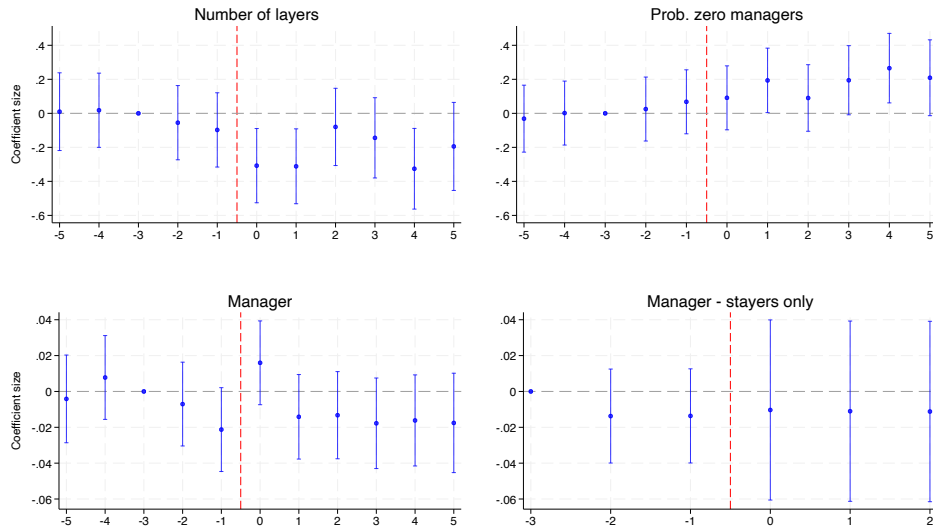 Number of layers
Coefficient size
.4
.2
0
-.2
-.4
-.6
-5 -4 -3 -2 -1 0 1 2 3 4 5
Prob. zero managers
.4
.2
0
-.2
-.4
-.6
-5 -4 -3 -2 -1 0 1 2 3 4 5
Manager
Coefficient size
.04
.02
0
-.02
-.04
-.06
-5 -4 -3 -2 -1 0 1 2 3 4 5
Manager - stayers only
.04
.02
0
-.02
-.04
-.06
-3 -2 -1 0 1 2